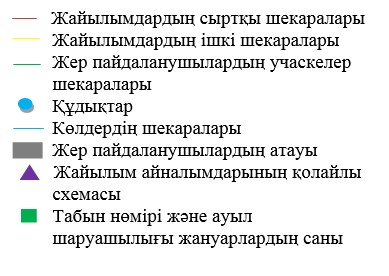 Жайылымдардың сыртқы шекаралары
Жайылымдардың ішкі шекаралары
Жер пайдаланушылардың учаскелер
шекаралары
Құдықтар
Көлдердің шекаралары
Жер пайдаланушылардың атауы
Жайылым айналымдарының қолайлы
схемасы
Табын нөмірі және ауыл
шаруашылығы жануарлардың саны